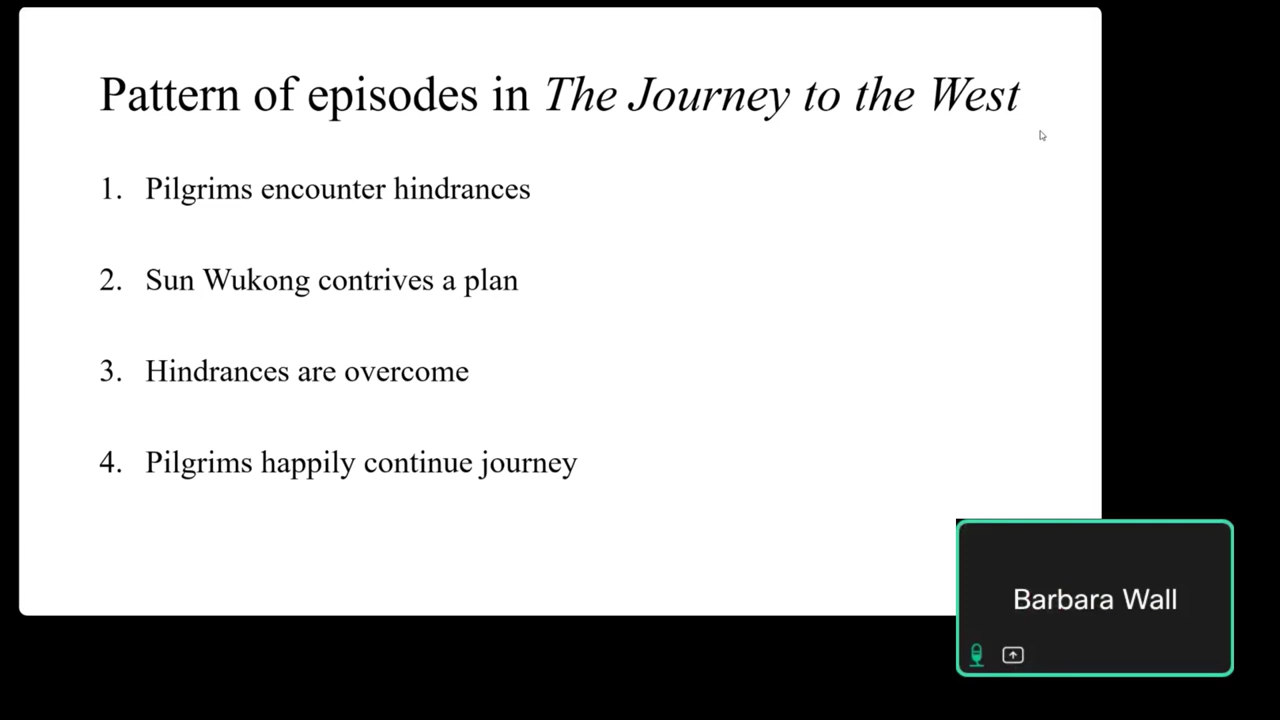 Pattern of episodes in The Journey to the West
1. Pilgrims encounter hindrances
2. Sun Wukong contrives a plan
3. Hindrances are overcome
4. Pilgrims happily continue journey
Barbara Wall